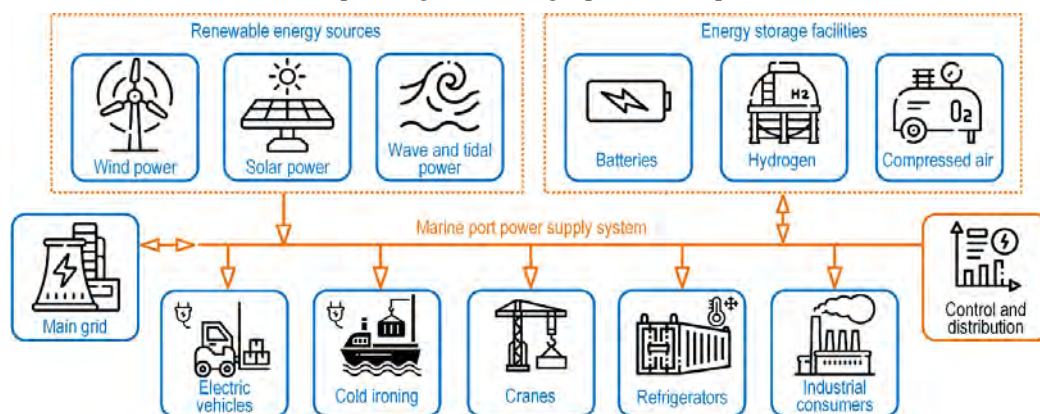 Renewable energy sources
Energy storage facilities
Wind power
Solar power
Wave and tidal
power
Batteries
H2
Hydrogen
O2
Compressed air
Marine port power supply system
Main grid
Control and
distribution
Electric
vehicles
Cold ironing
Cranes
Refrigerators
Industrial
consumers